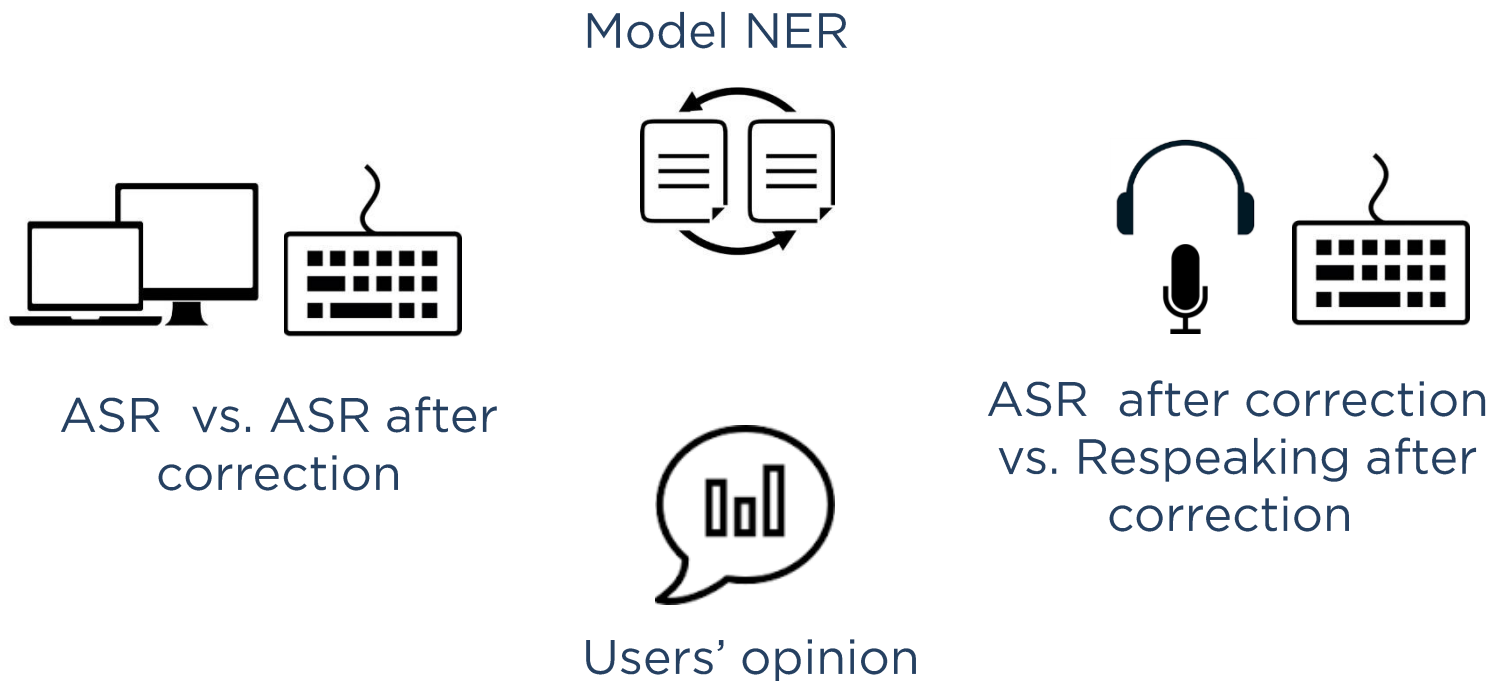 Model NER
ASR vs. ASR after
correction
ASR after correction
vs. Respeaking after
correction
Users’ opinion